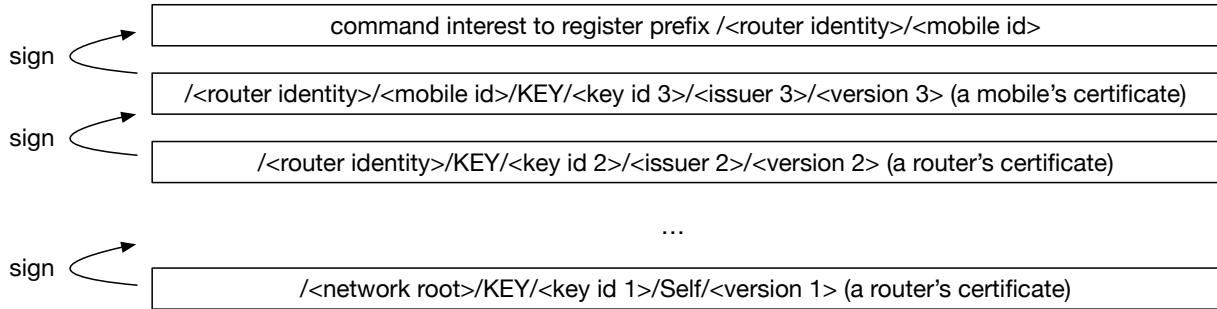 command interest to register prefix /<router identity>/<mobile id>
sign
/<router identity>/<mobile id>/KEY/<key id 3>/<issuer 3>/<version 3> (a mobile’s certificate)
sign
/<router identity>/KEY/<key id 2>/<issuer 2>/<version 2> (a router’s certificate)
…
sign
/<network root>/KEY/<key id 1>/Self/<version 1> (a router’s certificate)